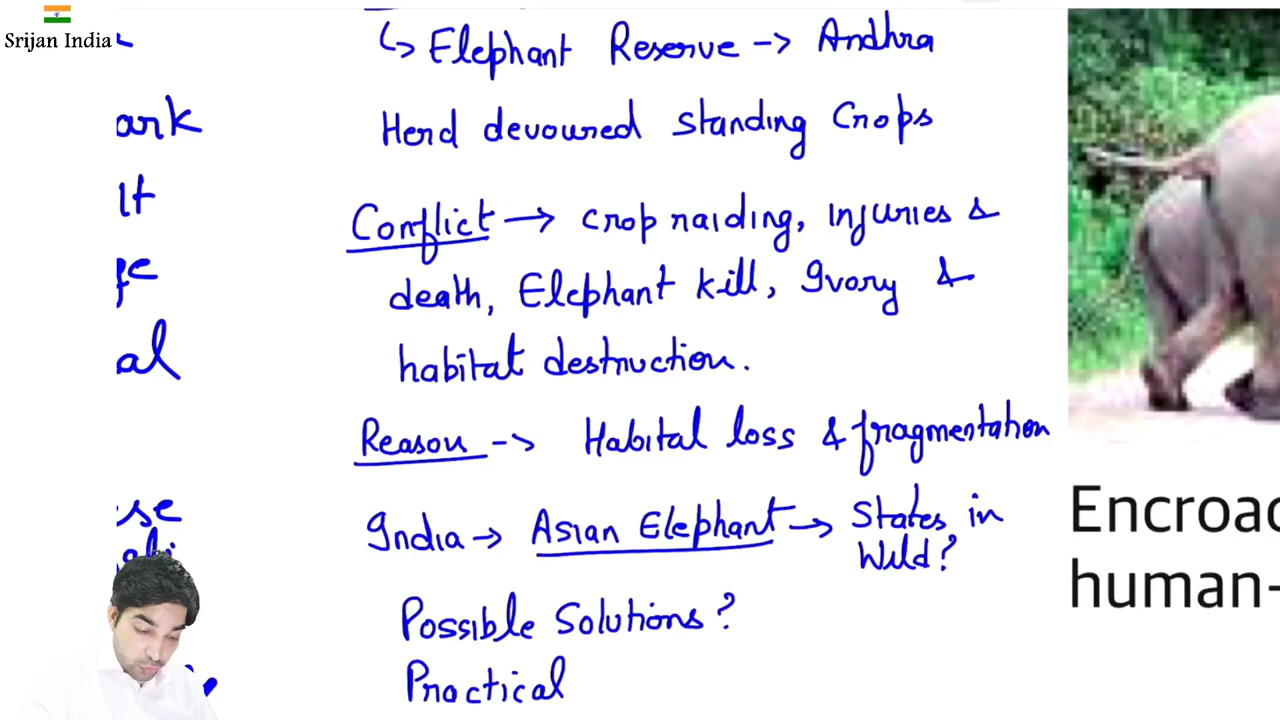 Srijan India
↳ Elephant Reserve -> Andhra
ark
Herd devoured standing Crops
lt
Conflict -> crop raiding, injuries &
death, Elephant kill, Ivory &
habitat destruction.
al
Reason -> Habital loss & fragmentation
se
India -> Asian Elephant -> States in
Wild?
Possible Solutions?
Practical
Encroac
human-